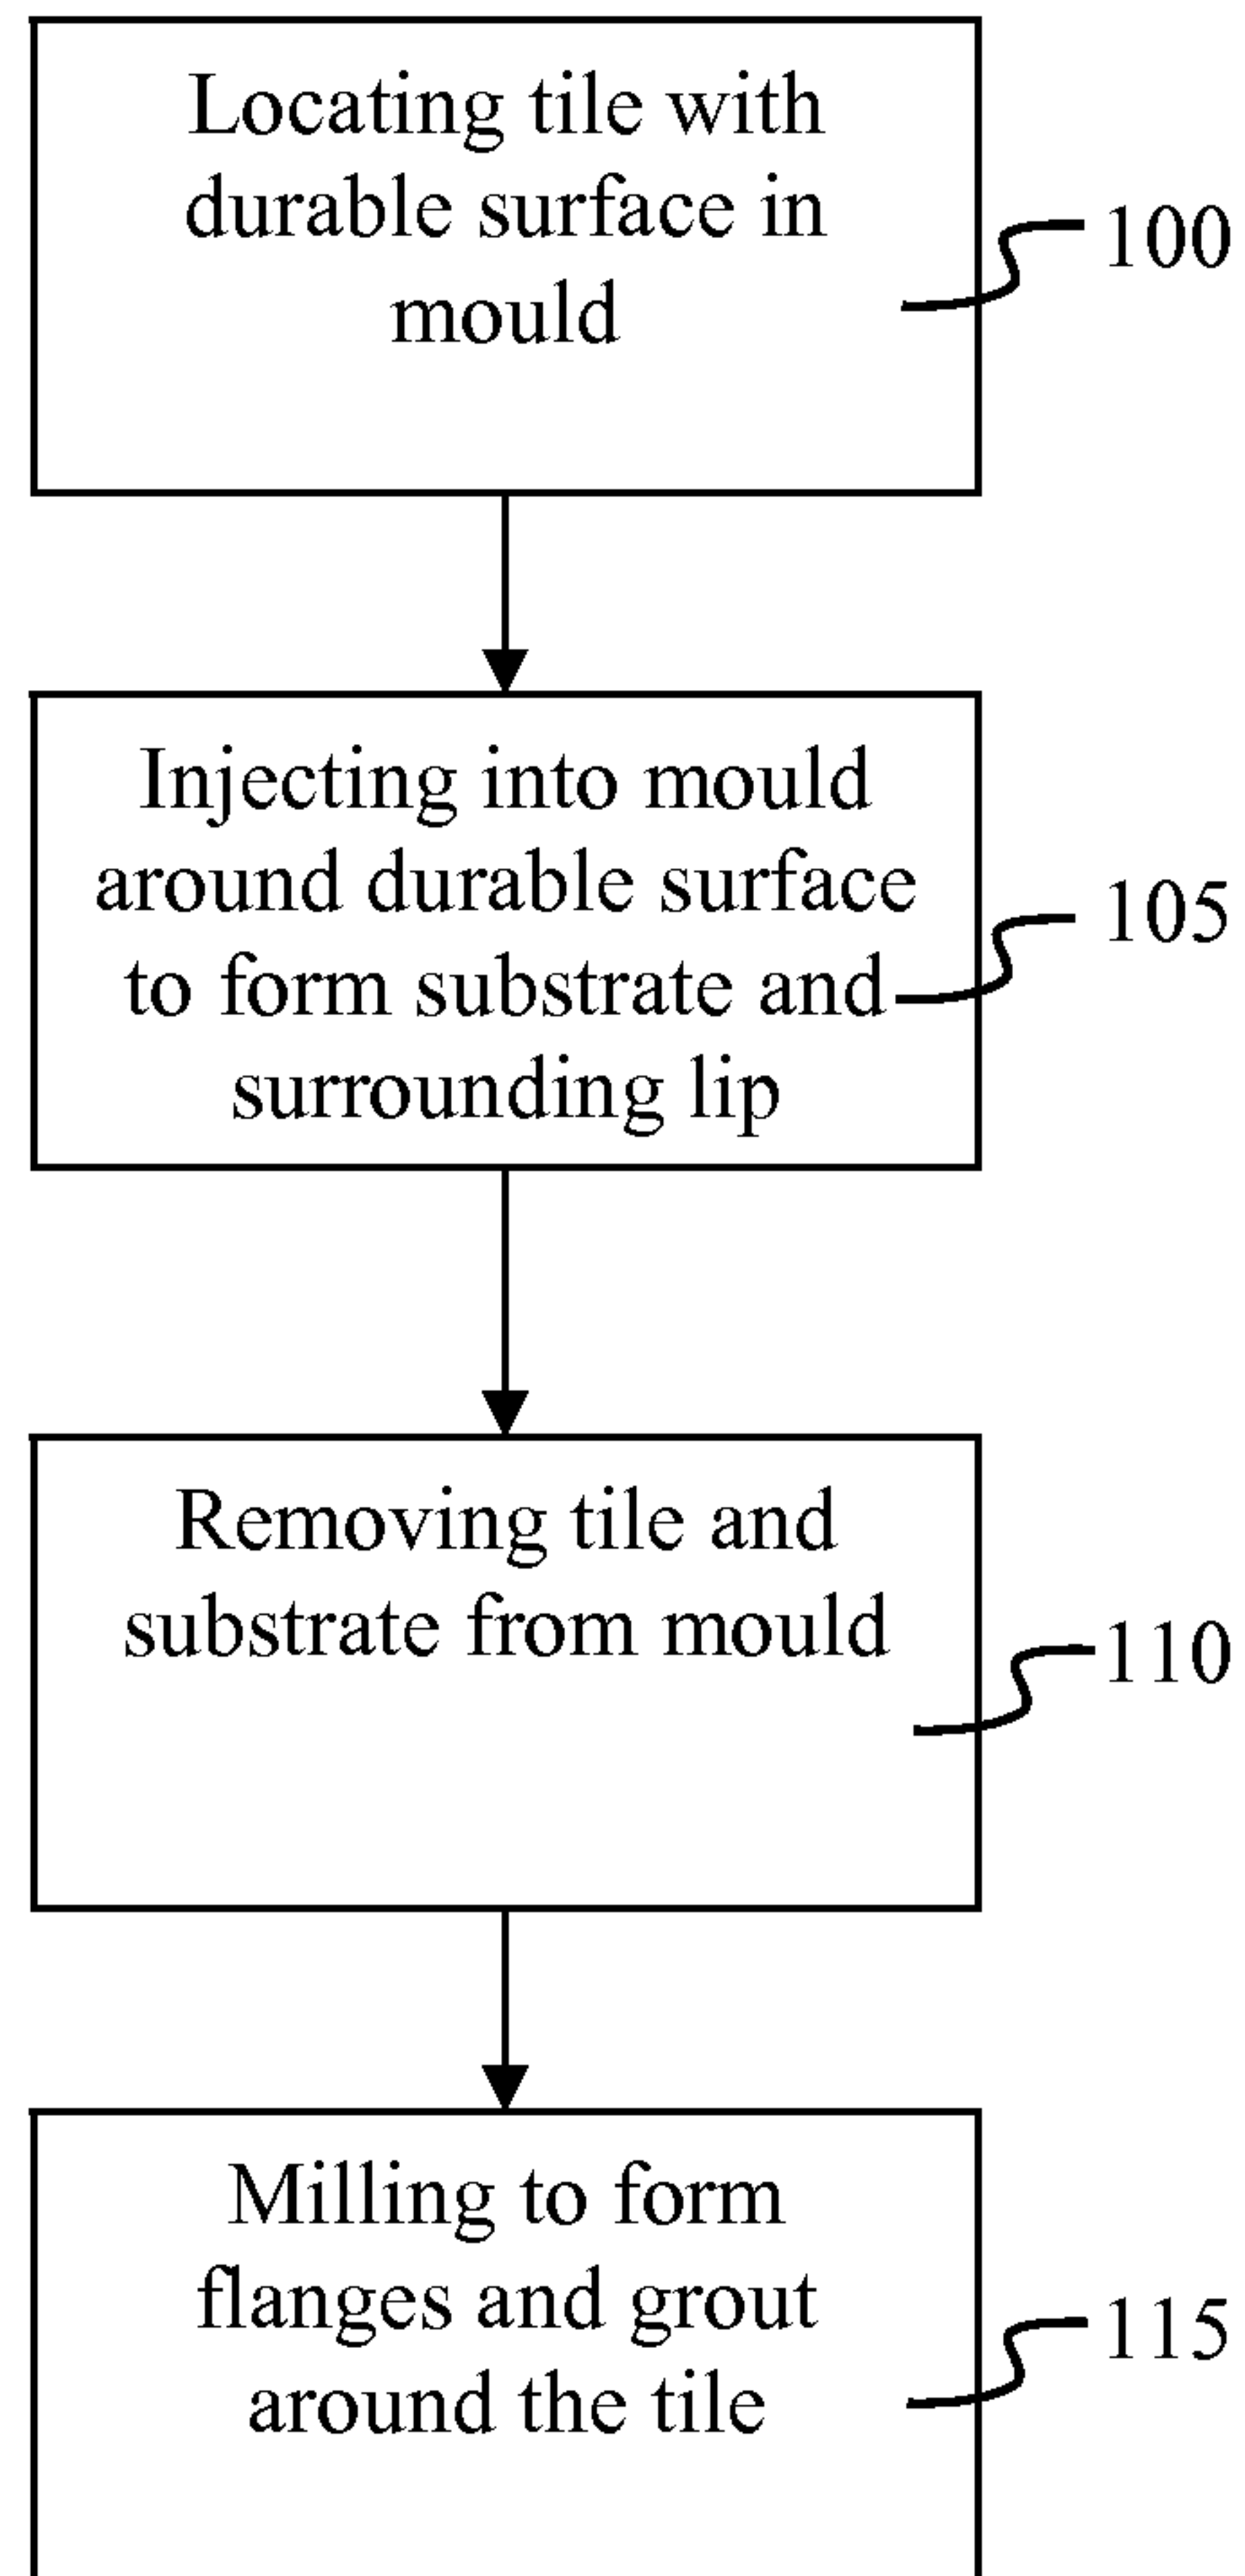 Locating tile with
durable surface in
mould
100
Injecting into mould
around durable surface
to form substrate and
surrounding lip
105
Removing tile and
substrate from mould
110
Milling to form
flanges and grout
around the tile
115